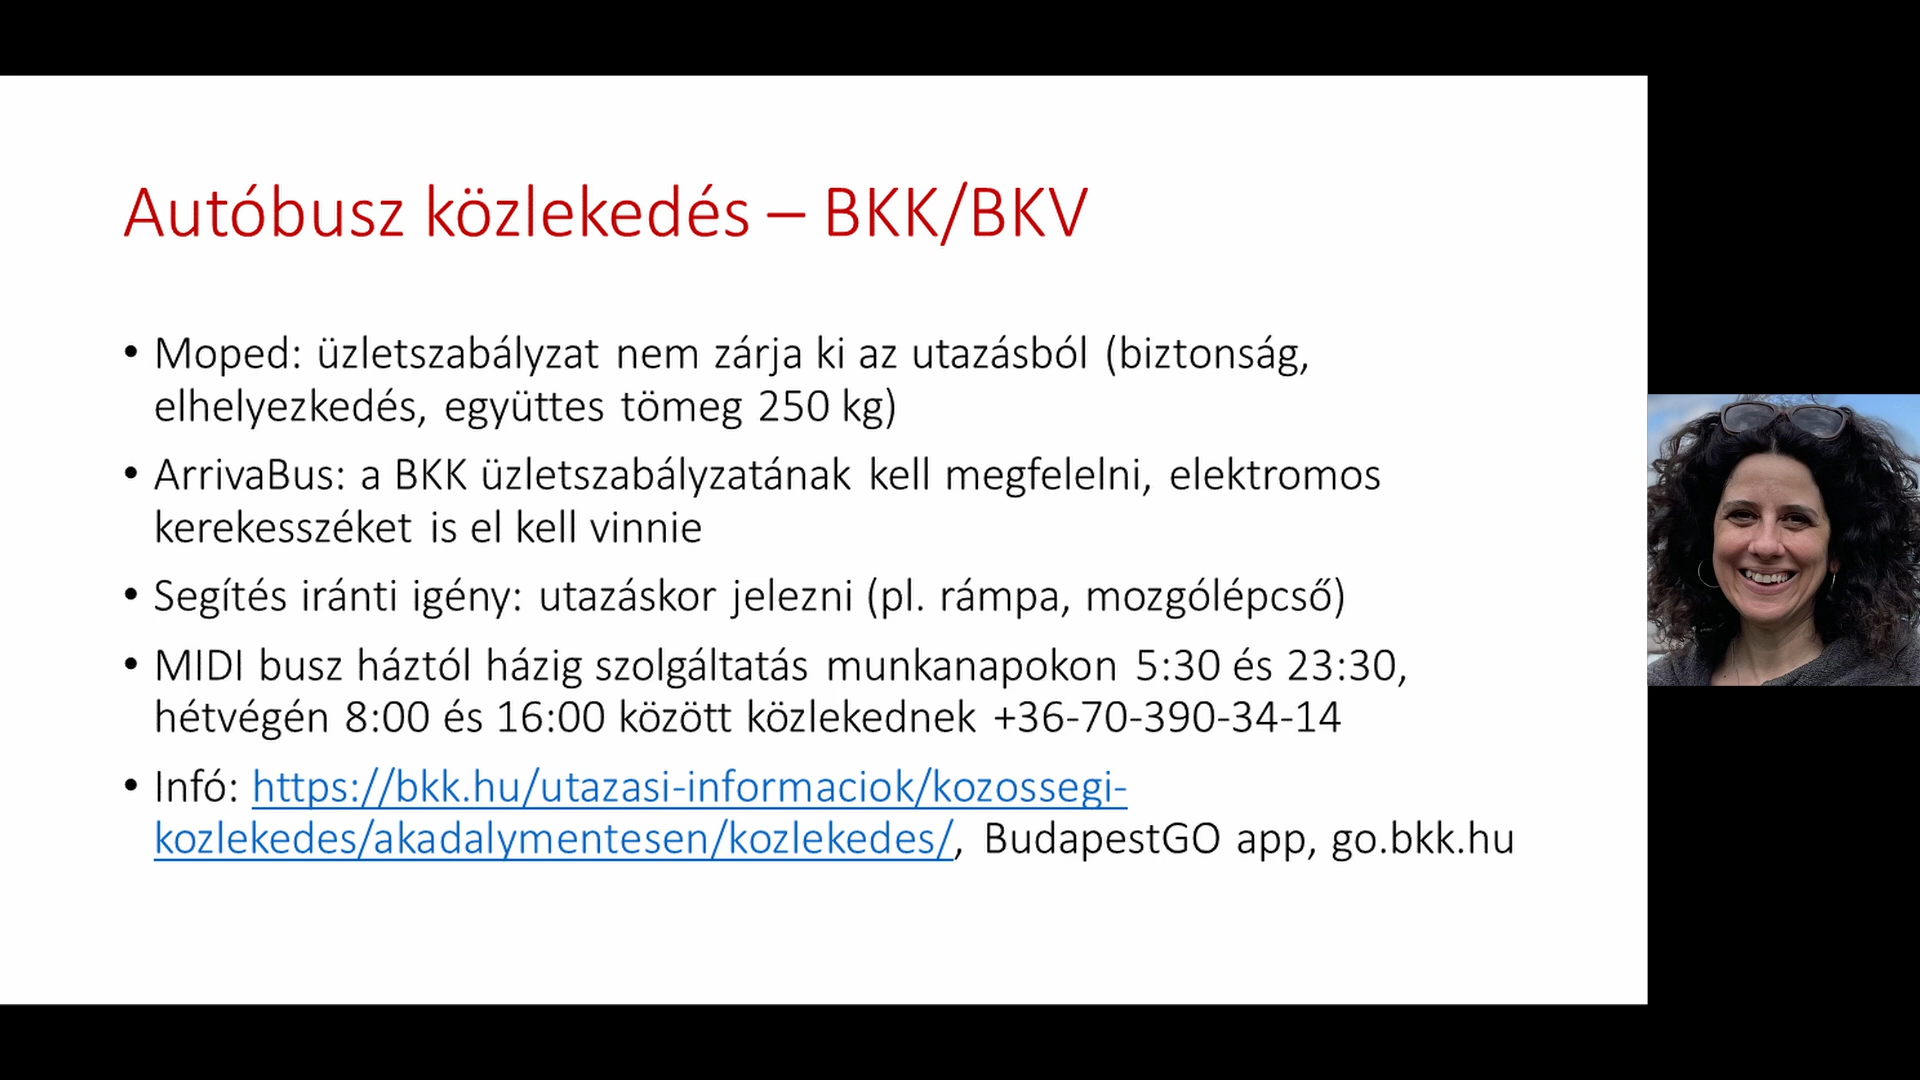 Autóbusz közlekedés – BKK/BKV
• Moped: üzletszabályzat nem zárja ki az utazásból (biztonság,
elhelyezkedés, együttes tömeg 250 kg)
• ArrivaBus: a BKK üzletszabályzatának kell megfelelni, elektromos
kerekesszéket is el kell vinnie
• Segítés iránti igény: utazáskor jelezni (pl. rámpa, mozgólépcső)
• MIDI busz háztól házig szolgáltatás munkanapokon 5:30 és 23:30,
hétvégén 8:00 és 16:00 között közlekednek +36-70-390-34-14
• Infó: https://bkk.hu/utazasi-informaciok/kozossegi-
kozlekedes/akadalymentesen/kozlekedes/, BudapestGO app, go.bkk.hu